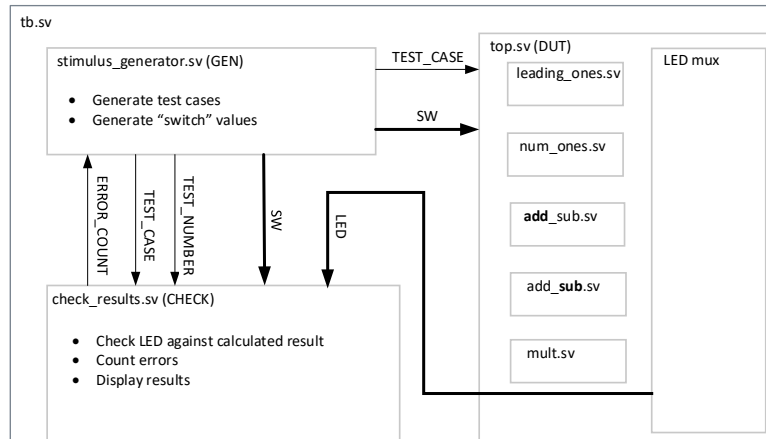 tb.sv
stimulus_generator.sv (GEN)
• Generate test cases
• Generate “switch” values
TEST_CASE
SW
top.sv (DUT)
leading_ones.sv
num_ones.sv
add_sub.sv
add_sub.sv
mult.sv
LED mux
ERROR_COUNT
TEST_CASE
TEST_NUMBER
SW
LED
check_results.sv (CHECK)
• Check LED against calculated result
• Count errors
• Display results